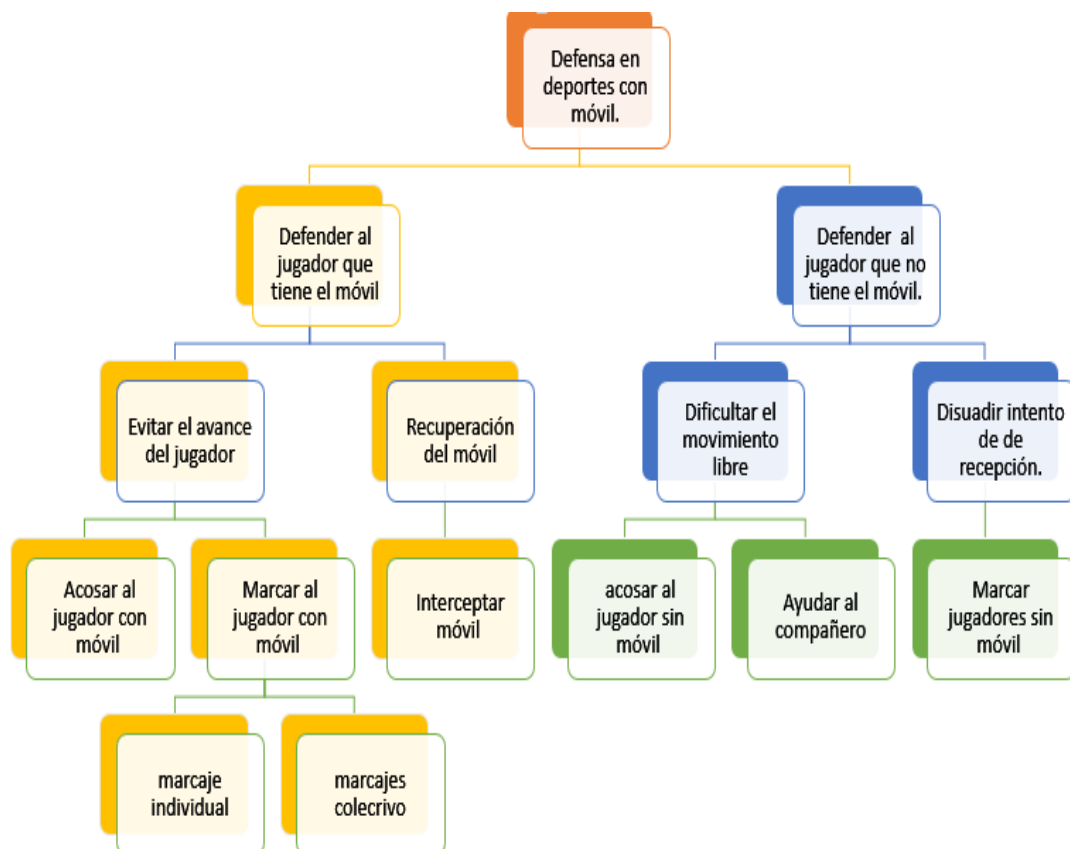 Defensa en
deportes con
móvil.
Defender al
jugador que
tiene el móvil
Defender al
jugador que no
tiene el móvil.
Evitar el avance
del jugador
Recuperación
del móvil
Dificultar el
movimiento
libre
Disuadir intento
de de
recepción.
Acosar al
jugador con
móvil
Marcar al
jugador con
móvil
Interceptar
móvil
acosar al
jugador sin
móvil
Ayudar al
compañero
Marcar
jugadores sin
móvil
marcaje
individual
marcajes
colecrivo